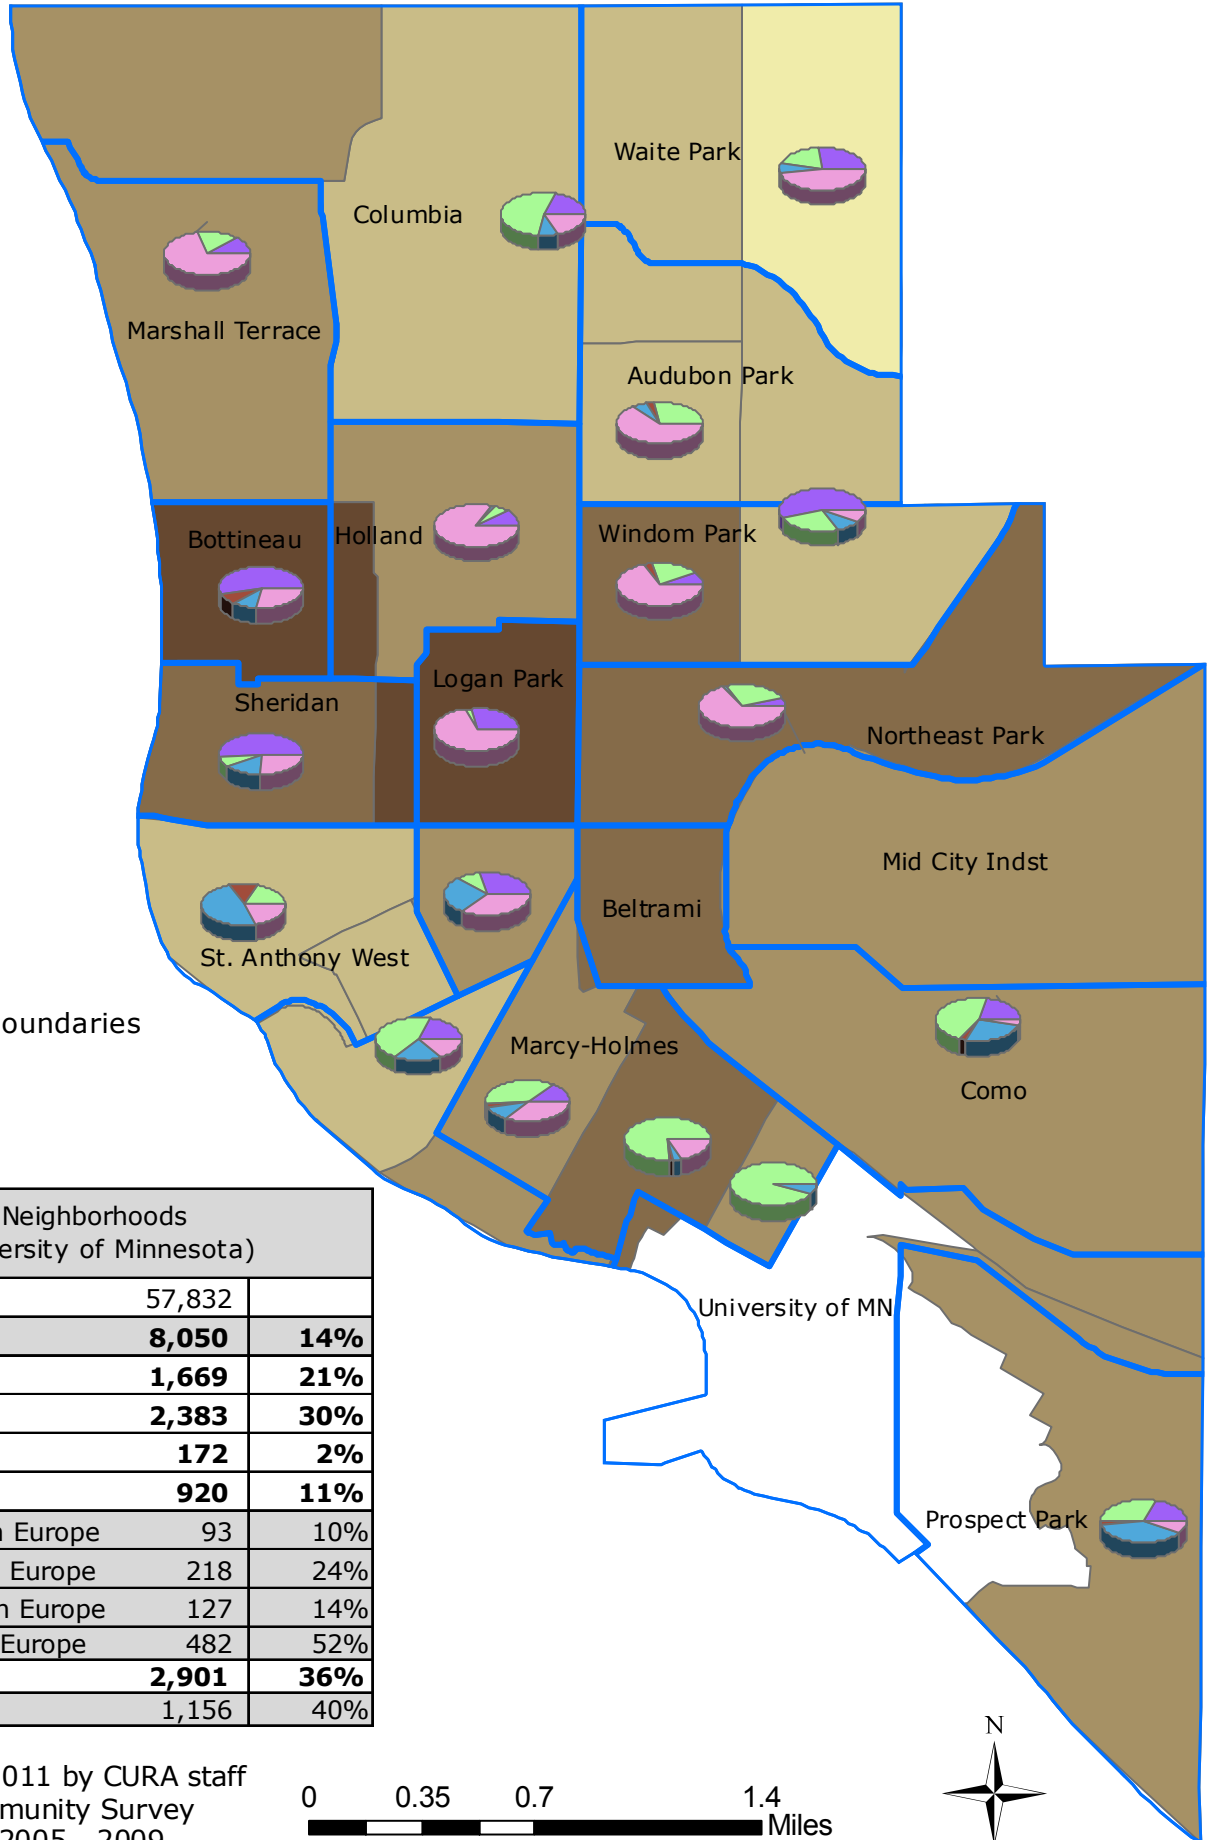 Waite Park
Columbia
Marshall Terrace
Audubon Park
Bottineau
Holland
Windom Park
Logan Park
Sheridan
Northeast Park
Mid City Indst
Beltrami
St. Anthony West
oundaries
Marcy-Holmes
Como
Neighborhoods
ersity of Minnesota)
57,832
8,050 14%
1,669 21%
2,383 30%
172 2%
920 11%
n Europe 93 10%
Europe 218 24%
n Europe 127 14%
Europe 482 52%
2,901 36%
1,156 40%
University of MN
Prospect Park
011 by CURA staff
munity Survey
2005 - 2009
0 0.35 0.7 1.4
Miles
N